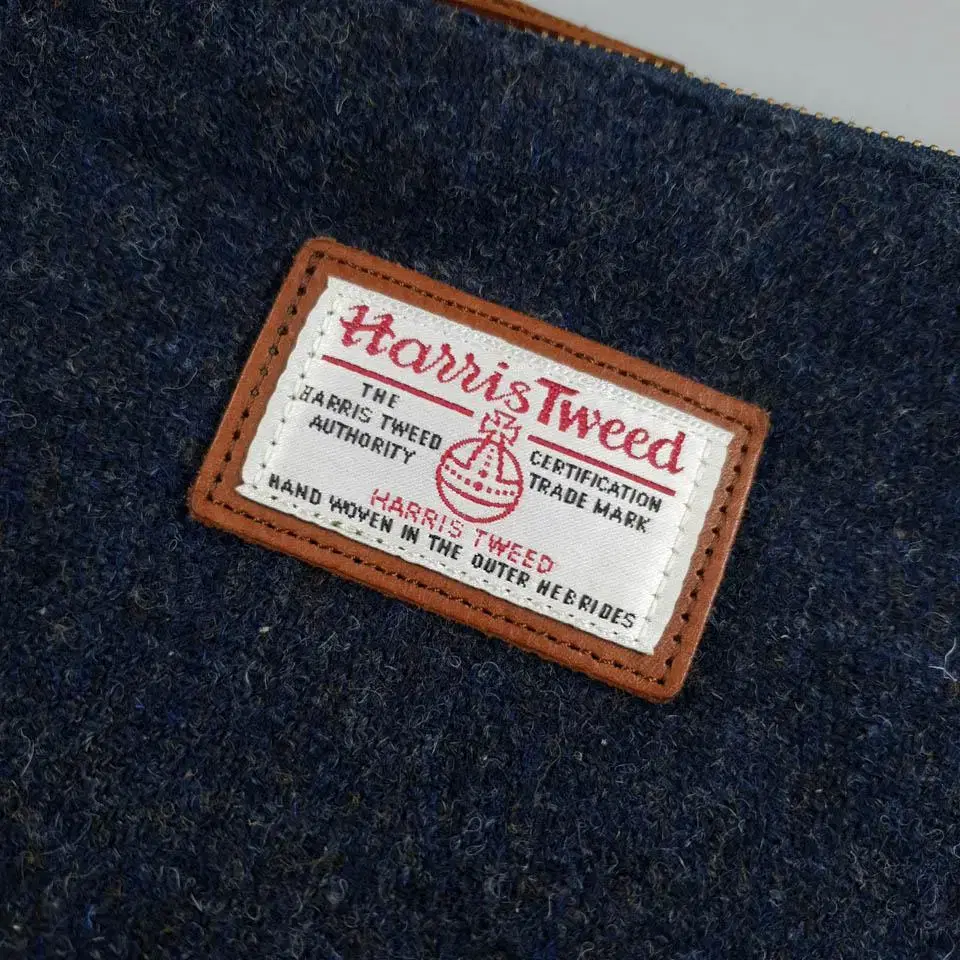 Harris Tweed
THE
HARRIS TWEED
AUTHORITY
CERTIFICATION
TRADE MARK
HARRIS TWEED
HAND WOVEN IN THE OUTER HEBRIDES